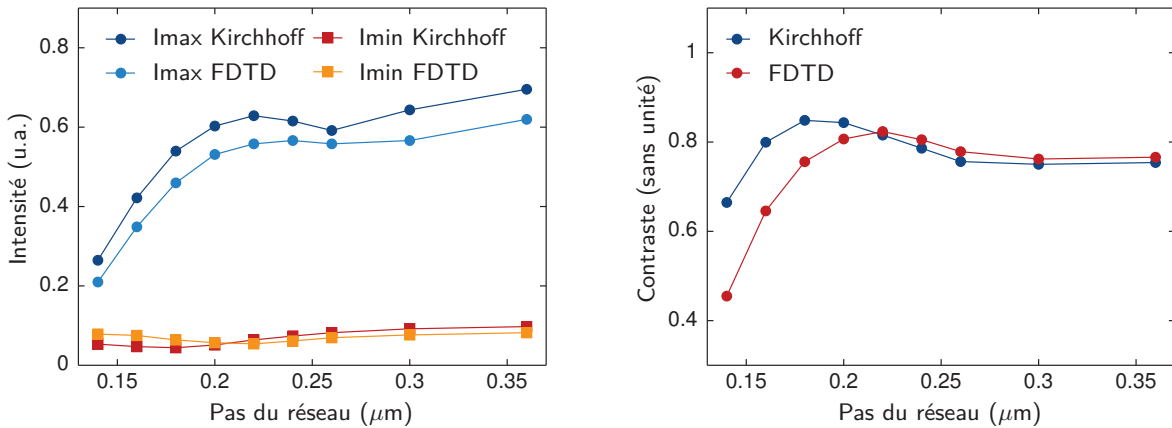 Imax Kirchhoff
Imin Kirchhoff
Imax FDTD
Imin FDTD
0.8
0.6
0.4
0.2
0
Intensité (u.a.)
0.15
0.2
0.25
0.3
0.35
Pas du réseau (μm)
Kirchhoff
FDTD
1
0.8
0.6
0.4
Contraste (sans unité)
0.15
0.2
0.25
0.3
0.35
Pas du réseau (μm)